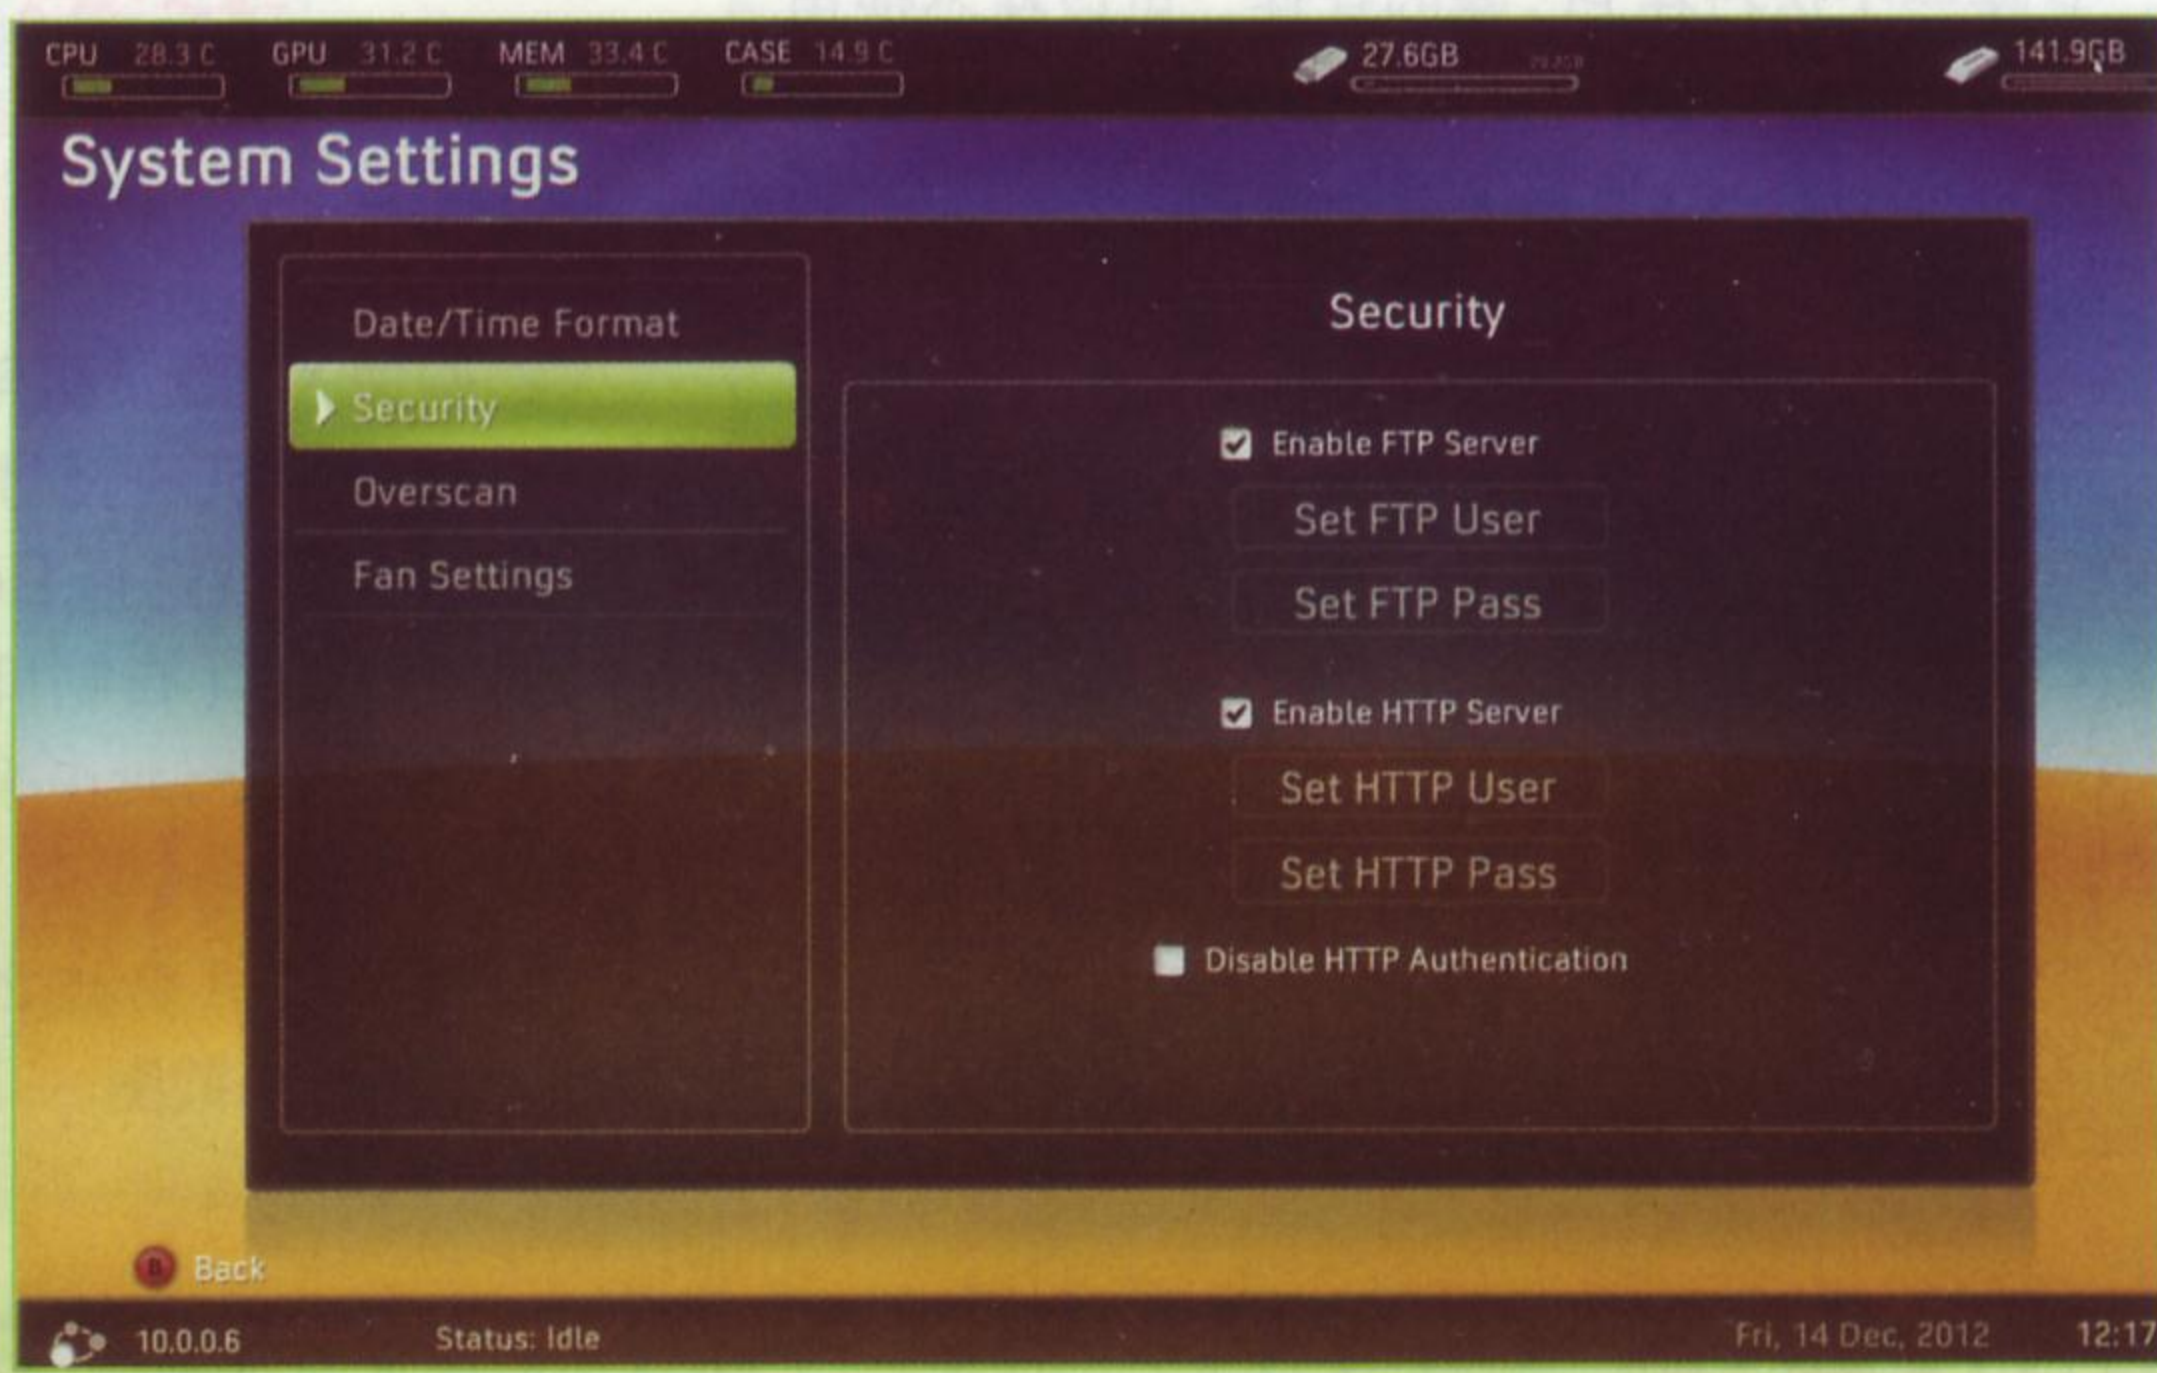 CPU 28.3 C GPU 31.2 C MEM 33.4 C CASE 14.9 C 27.6GB 141.9GB
System Settings
Date/Time Format
Security
Overscan
Fan Settings
Security
Enable FTP Server
Set FTP User
Set FTP Pass
Enable HTTP Server
Set HTTP User
Set HTTP Pass
Disable HTTP Authentication
B Back
10.0.0.6 Status: Idle Fri, 14 Dec, 2012 12:17